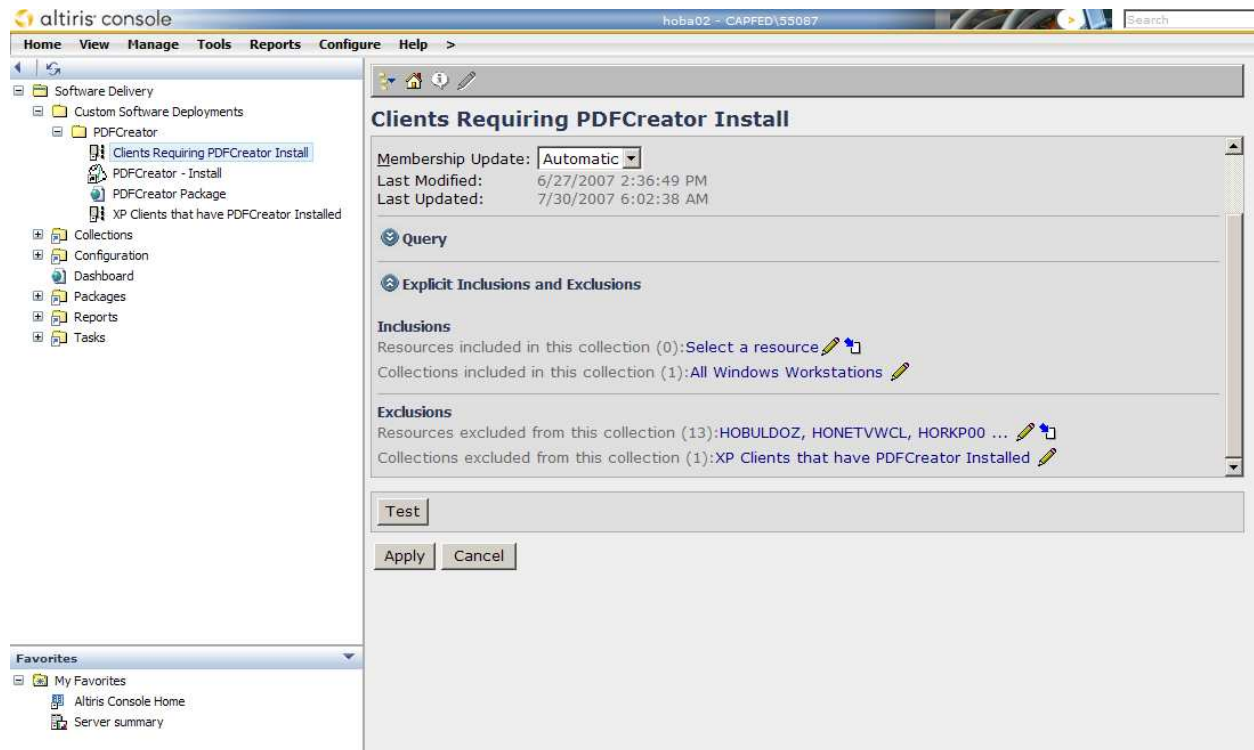 altiris console
hoba02 - CAPFED\55087
Search
Home View Manage Tools Reports Configure Help >
Software Delivery
Custom Software Deployments
PDFCreator
Clients Requiring PDFCreator Install
PDFCreator - Install
PDFCreator Package
XP Clients that have PDFCreator Installed
Collections
Configuration
Dashboard
Packages
Reports
Tasks
Favorites
My Favorites
Altiris Console Home
Server summary
Clients Requiring PDFCreator Install
Membership Update: Automatic
Last Modified: 6/27/2007 2:36:49 PM
Last Updated: 7/30/2007 6:02:38 AM
Query
Explicit Inclusions and Exclusions
Inclusions
Resources included in this collection (0):Select a resource
Collections included in this collection (1):All Windows Workstations
Exclusions
Resources excluded from this collection (13):HOBULDOZ, HONETVWCL, HORKP00 ...
Collections excluded from this collection (1):XP Clients that have PDFCreator Installed
Test
Apply Cancel